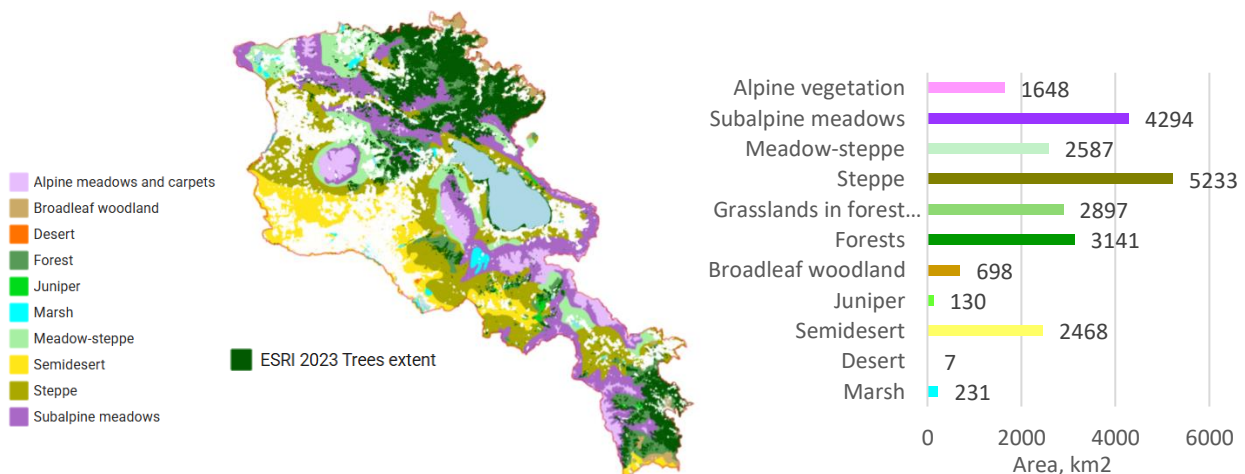 Alpine meadows and carpets
Broadleaf woodland
Desert
Forest
Juniper
Marsh
Meadow-steppe
Semidesert
Steppe
Subalpine meadows
ESRI 2023 Trees extent
Alpine vegetation 1648
Subalpine meadows 4294
Meadow-steppe 2587
Steppe 5233
Grasslands in forest... 2897
Forests 3141
Broadleaf woodland 698
Juniper 130
Semidesert 2468
Desert 7
Marsh 231
0 2000 4000 6000
Area, km2